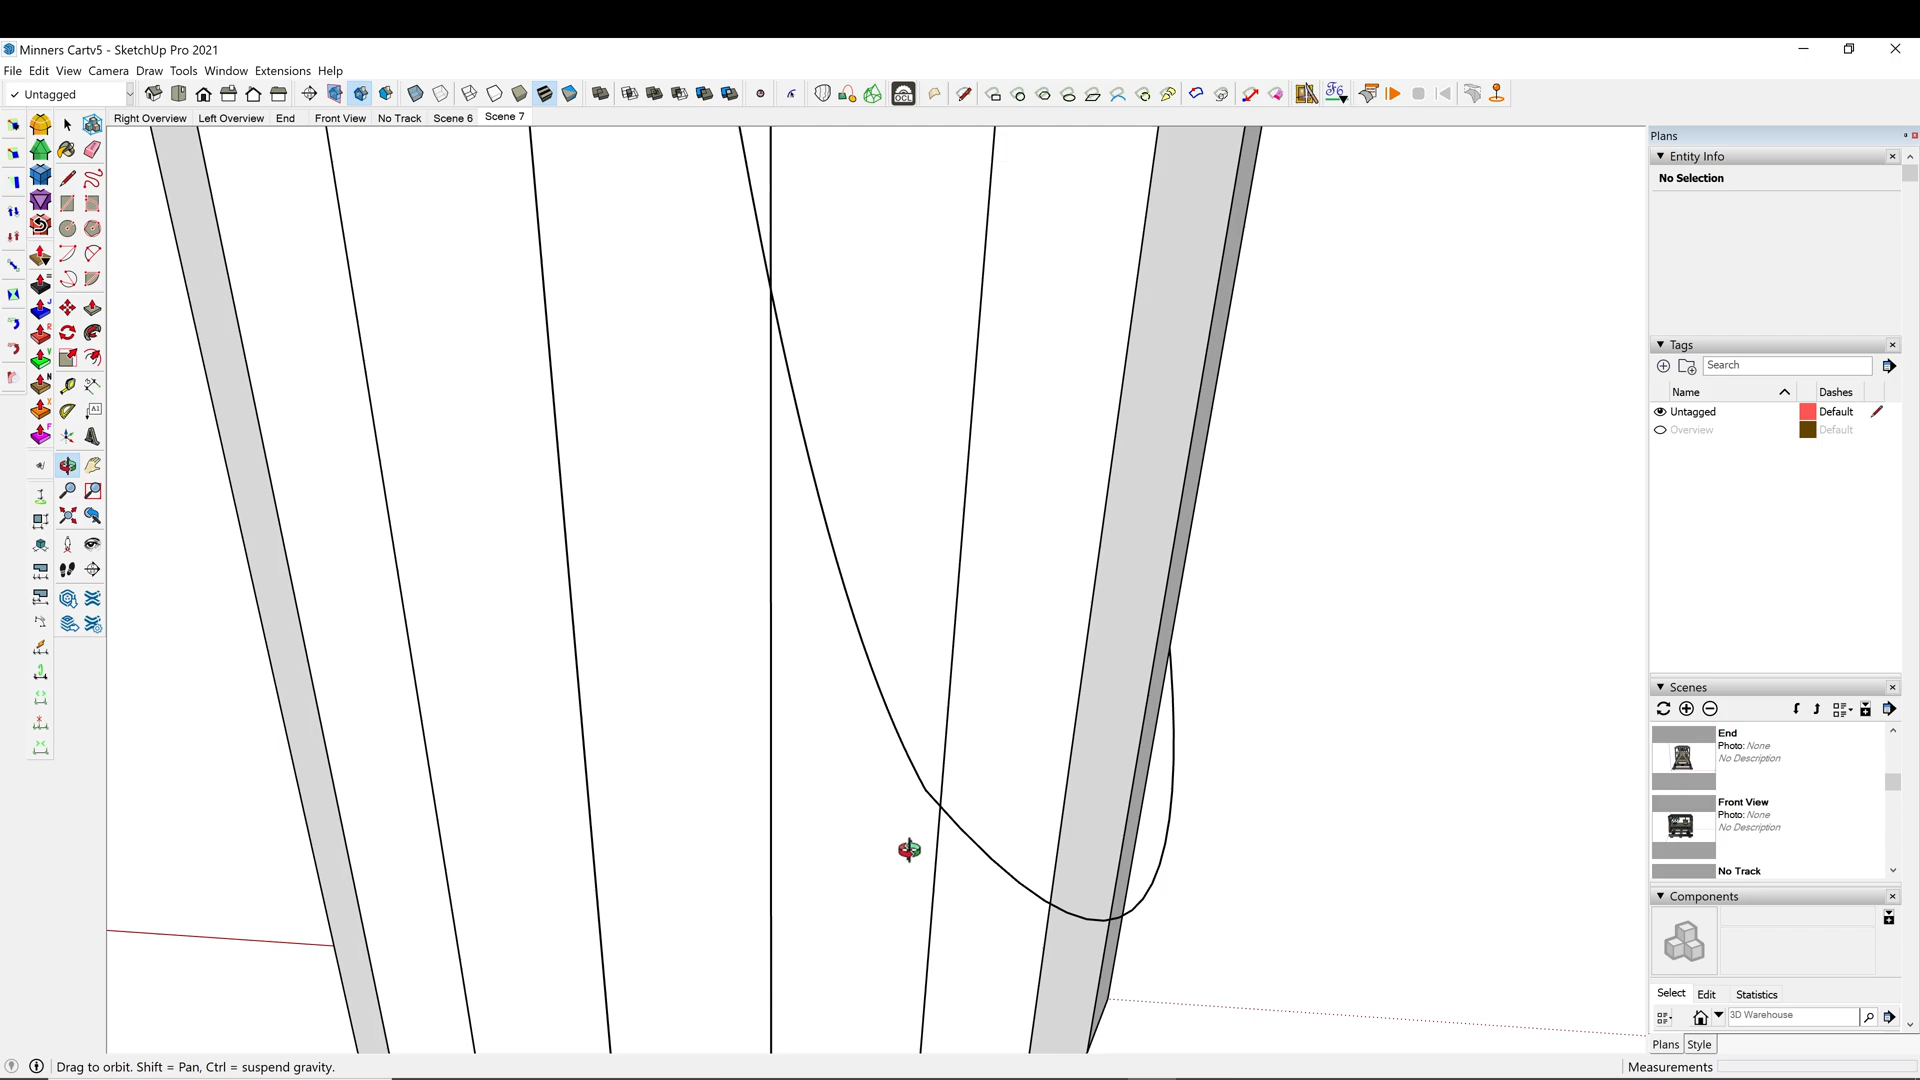 Minners Cartv5 - SketchUp Pro 2021
File Edit View Camera Draw Tools Window Extensions Help
✓ Untagged
OCL
Right Overview Left Overview End Front View No Track Scene 6 Scene 7
Plans
Entity Info
No Selection
Tags
Search
Name Dashes
Untagged Default
Overview Default
Scenes
End
Photo: None
No Description
Front View
Photo: None
No Description
No Track
Components
Select Edit Statistics
3D Warehouse
Plans Style
Drag to orbit. Shift = Pan, Ctrl = suspend gravity.
Measurements